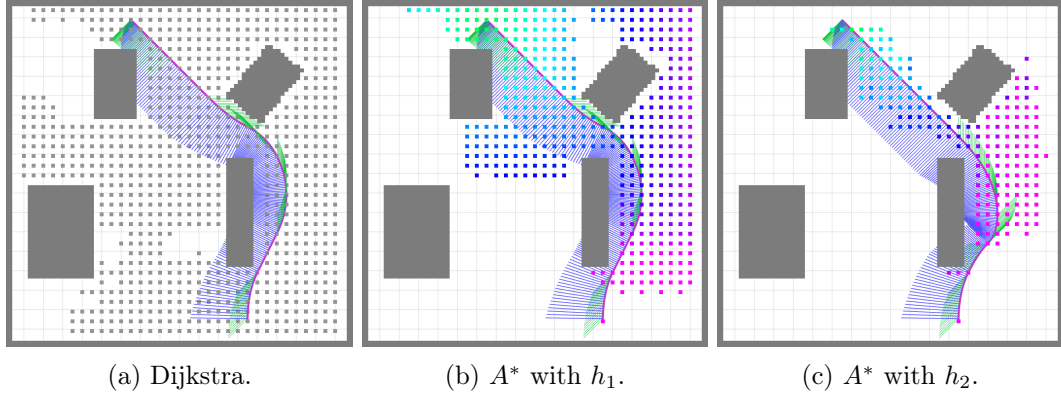 (a) Dijkstra. (b) A* with h₁. (c) A* with h₂.